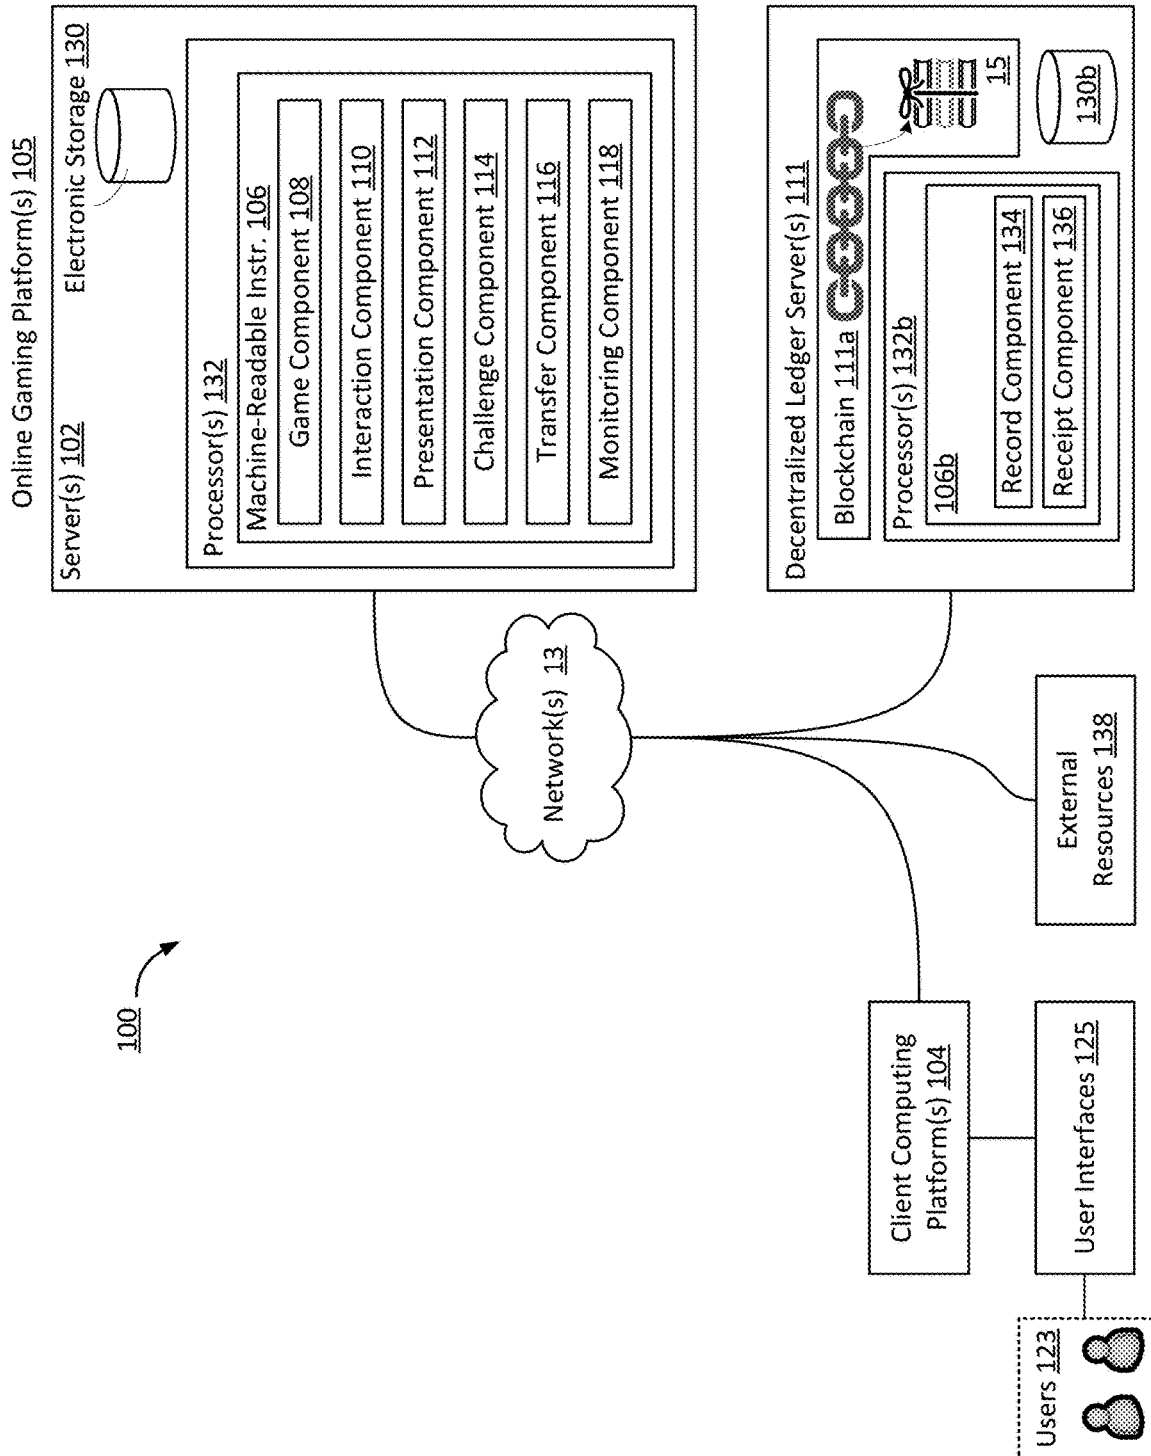 Online Gaming Platform(s) 105
Server(s) 102
Electronic Storage 130
Processor(s) 132
Machine-Readable Instr. 106
Game Component 108
Interaction Component 110
Presentation Component 112
Challenge Component 114
Transfer Component 116
Monitoring Component 118
100
Network(s) 13
Decentralized Ledger Server(s) 111
Blockchain 111a
15
Processor(s) 132b
106b
Record Component 134
Receipt Component 136
130b
Client Computing
Platform(s) 104
External
Resources 138
User Interfaces 125
Users 123